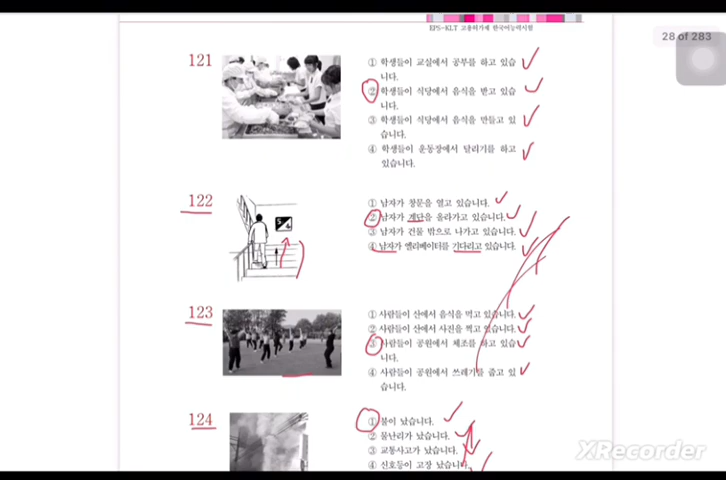 EPS-KLT 고용허가제 한국어능력시험
28 of 283
121
① 학생들이 교실에서 공부를 하고 있습
니다.
② 학생들이 식당에서 음식을 받고 있습
니다.
③ 학생들이 식당에서 음식을 만들고 있
습니다.
④ 학생들이 운동장에서 달리기를 하고
있습니다.
122
① 남자가 창문을 열고 있습니다.
② 남자가 계단을 올라가고 있습니다.
③ 남자가 건물 밖으로 나가고 있습니다.
④ 남자가 엘리베이터를 기다리고 있습니다.
123
① 사람들이 산에서 음식을 먹고 있습니다.
② 사람들이 산에서 사진을 찍고 있습니다.
③ 사람들이 공원에서 체조를 하고 있습
니다.
④ 사람들이 공원에서 쓰레기를 줍고 있
습니다.
124
① 불이 났습니다.
② 물난리가 났습니다.
③ 교통사고가 났습니다.
④ 신호등이 고장 났습니다.
XRecorder